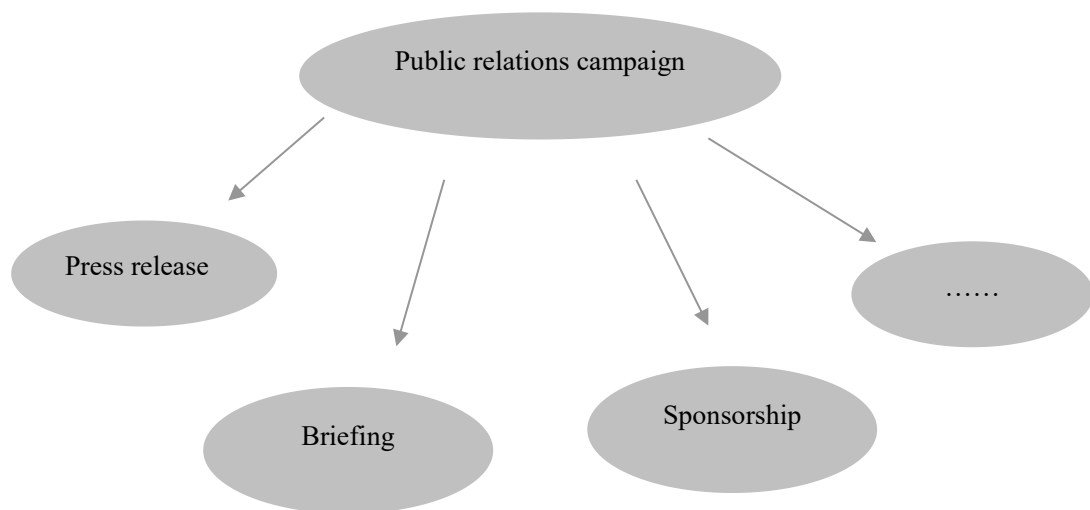 Public relations campaign
Press release
……
Briefing
Sponsorship